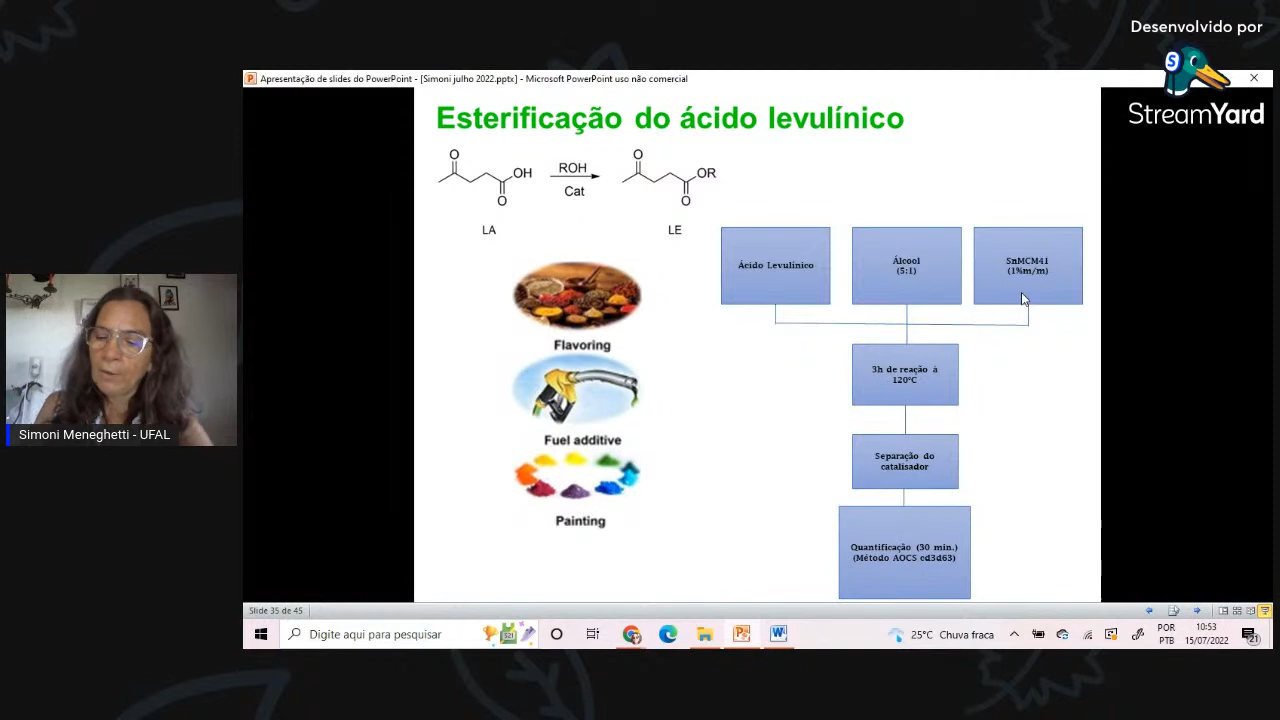 Desenvolvido por
S
StreamYard
Apresentação de slides do PowerPoint - [Simoni julho 2022.pptx] - Microsoft PowerPoint uso não comercial
Esterificação do ácido levulínico
O
OH
O
ROH
Cat
O
OR
O
LA
LE
Ácido Levulínico
Álcool
(5:1)
SnMCM41
(1%m/m)
Flavoring
3h de reação à
120°C
Fuel additive
Separação do
catalisador
Painting
Quantificação (30 min.)
(Método AOCS cd3d63)
Simoni Meneghetti - UFAL
Slide 35 de 45
Digite aqui para pesquisar
25°C Chuva fraca
POR
PTB
10:53
15/07/2022
21